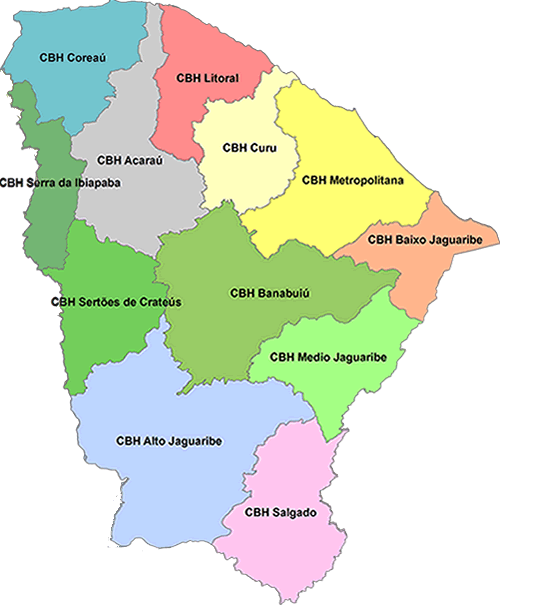 CBH Coreaú
CBH Litoral
CBH Curu
CBH Acaraú
CBH Metropolitana
CBH Serra da Ibiapaba
CBH Baixo Jaguaribe
CBH Banabuiú
CBH Sertões de Crateús
CBH Medio Jaguaribe
CBH Alto Jaguaribe
CBH Salgado